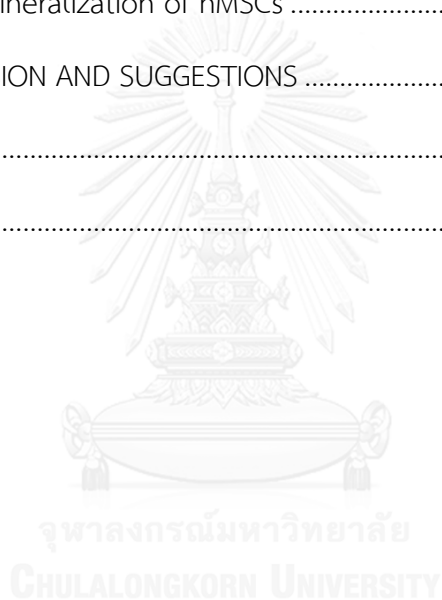 ineralization of hMSCs ....................
ION AND SUGGESTIONS ....................
....................
....................
จุฬาลงกรณ์มหาวิทยาลัย
CHULALONGKORN UNIVERSITY